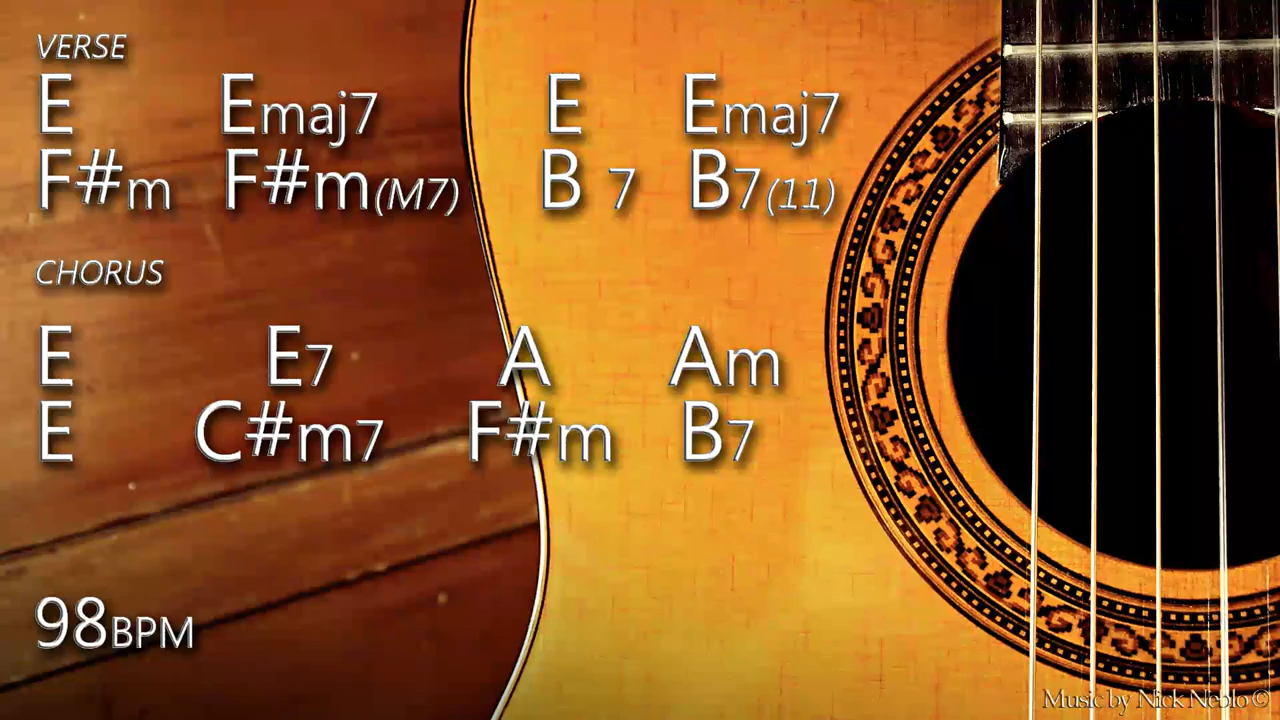 VERSE
E Emaj7 E Emaj7
F#m F#m(M7) B 7 B7(11)
CHORUS
E E7 A Am
E C#m7 F#m B7
98BPM
Music by Nick Neblo ©